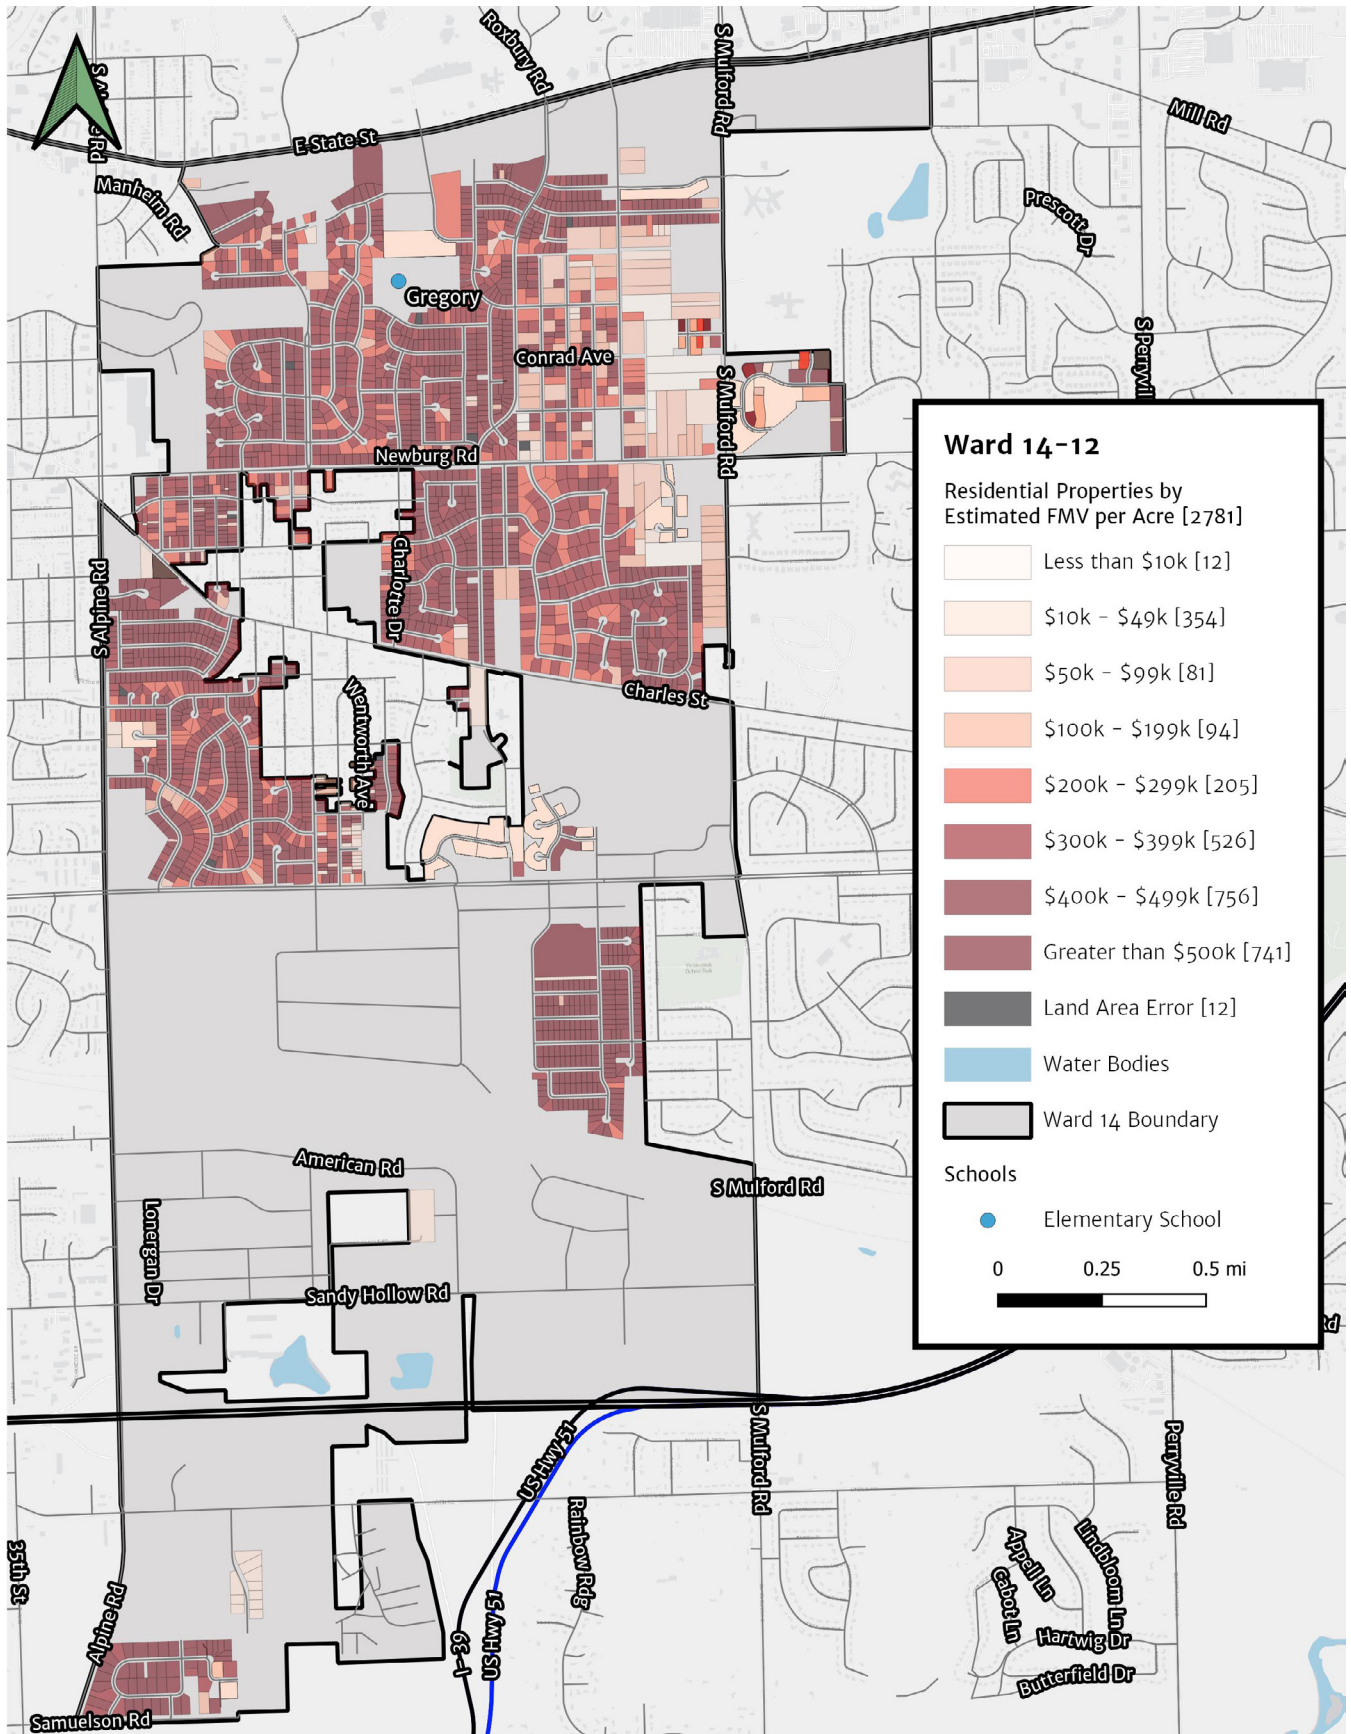 Roxbury Rd
S Mulford Rd
E State St
Mill Rd
Manheim Rd
Prescott Dr
Gregory
Conrad Ave
S Mulford Rd
Newburg Rd
S Alpine Rd
Charlotte Dr
Wentworth Ave
Charles St
American Rd
S Mulford Rd
Lonergan Dr
Sandy Hollow Rd
US Hwy 51
S Mulford Rd
Perryville Rd
Rainbow Rdg
35th St
Alpine Rd
I-39
US Hwy 51
Appell Ln
Lindbloom Ln
Cabot Ln
Hartwig Dr
Butterfield Dr
Samuelson Rd
Ward 14-12
Residential Properties by
Estimated FMV per Acre [2781]
Less than $10k [12]
$10k - $49k [354]
$50k - $99k [81]
$100k - $199k [94]
$200k - $299k [205]
$300k - $399k [526]
$400k - $499k [756]
Greater than $500k [741]
Land Area Error [12]
Water Bodies
Ward 14 Boundary
Schools
Elementary School
0 0.25 0.5 mi